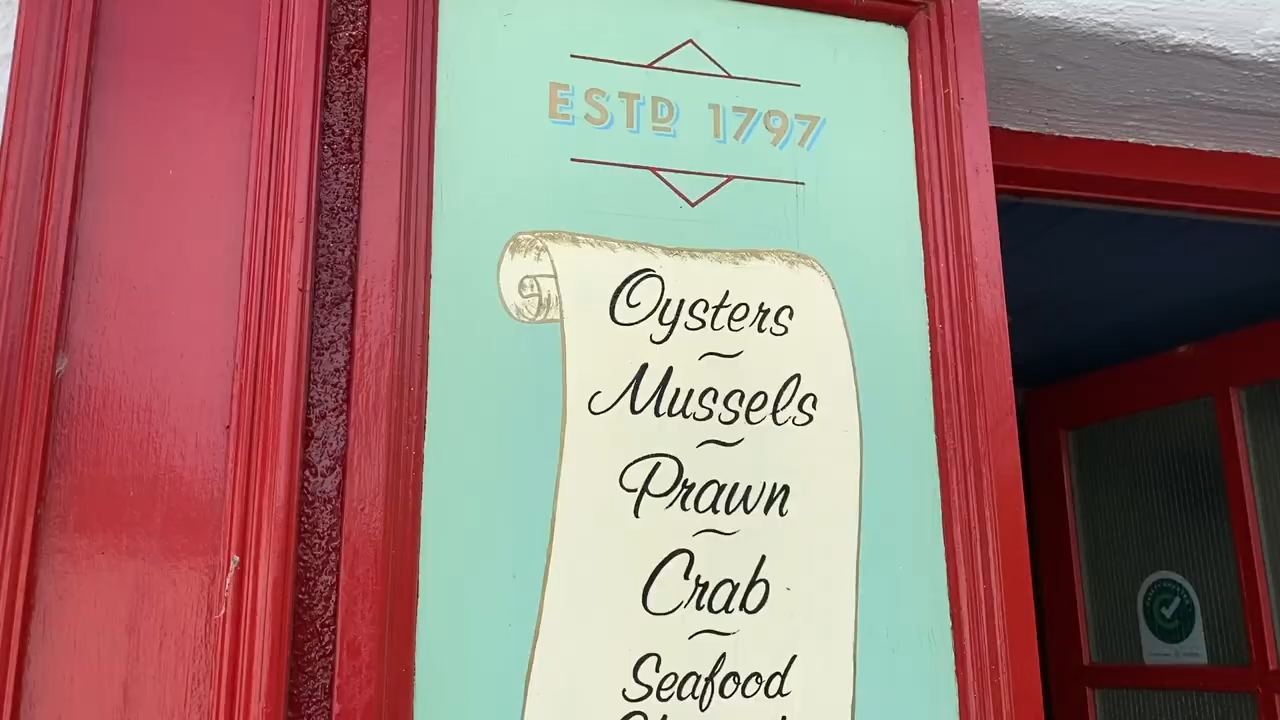 ESTD 1797
Oysters
~
Mussels
~
Prawn
~
Crab
~
Seafood